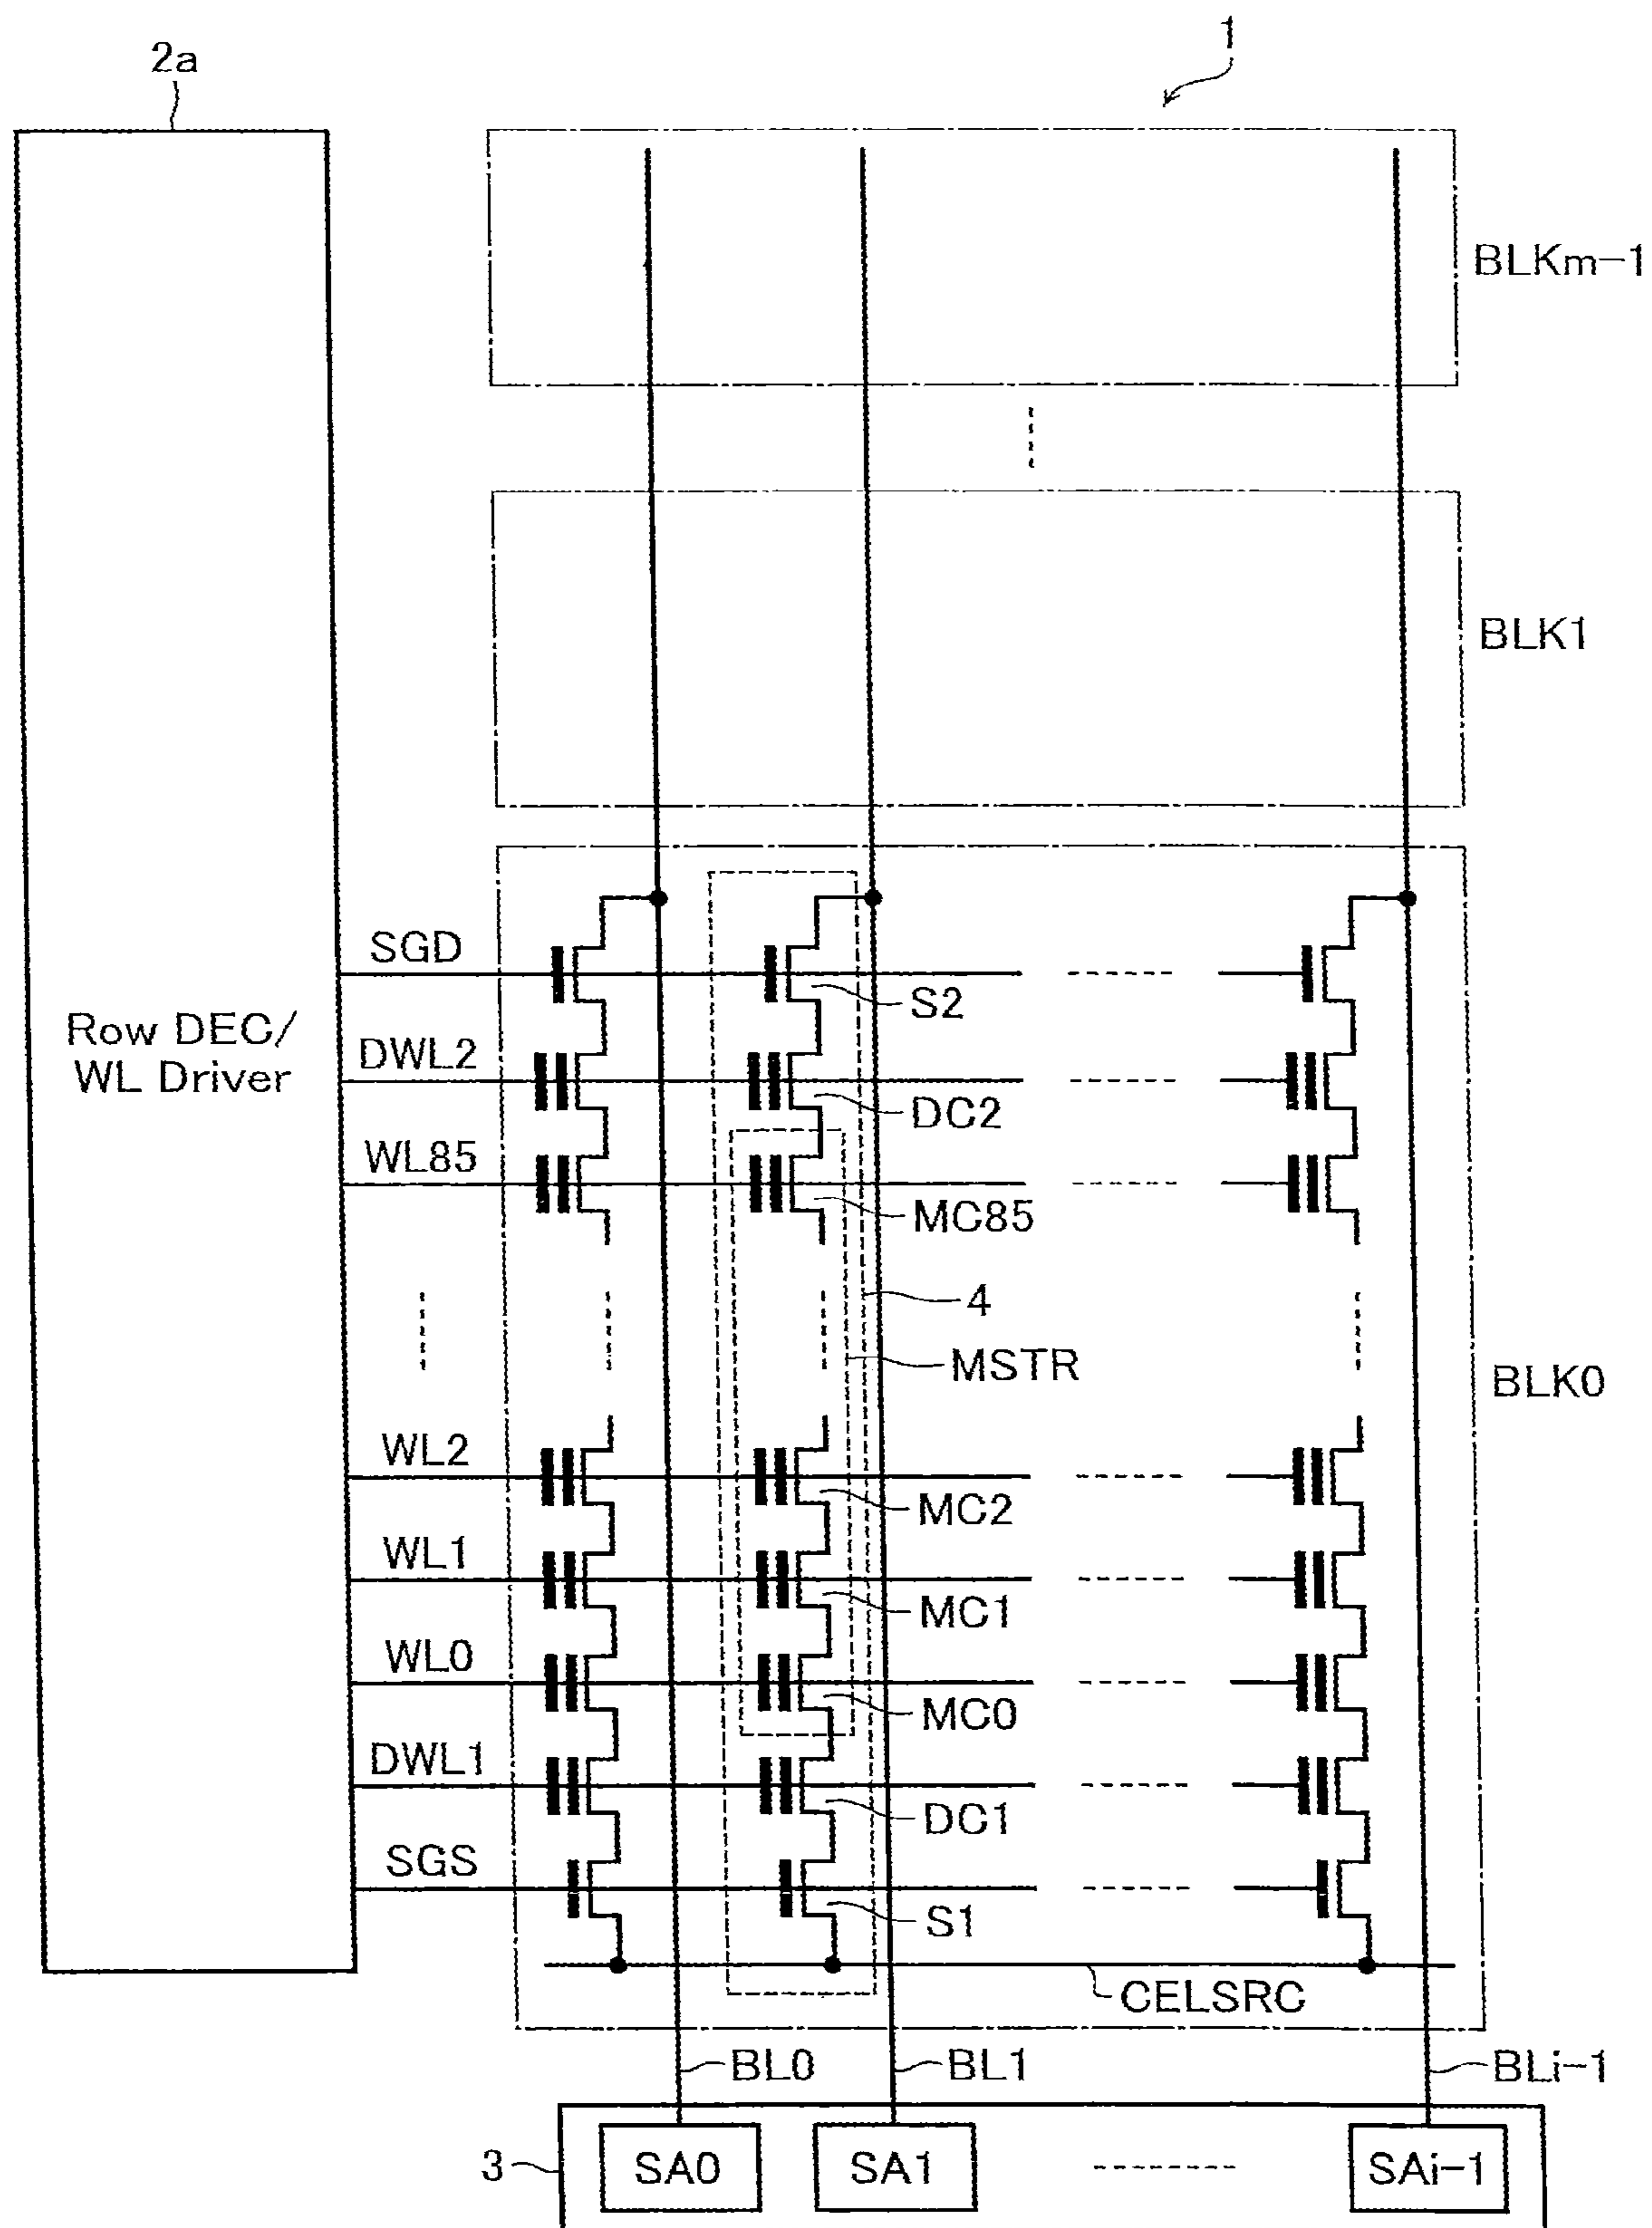 1
2a
BLKm-1
BLK1
SGD
S2
Row DEC/
WL Driver
DWL2
DC2
WL85
MC85
4
MSTR
BLK0
WL2
MC2
WL1
MC1
WL0
MC0
DWL1
DC1
SGS
S1
CELSRC
BL0
BL1
BLi-1
3
SA0
SA1
SAi-1